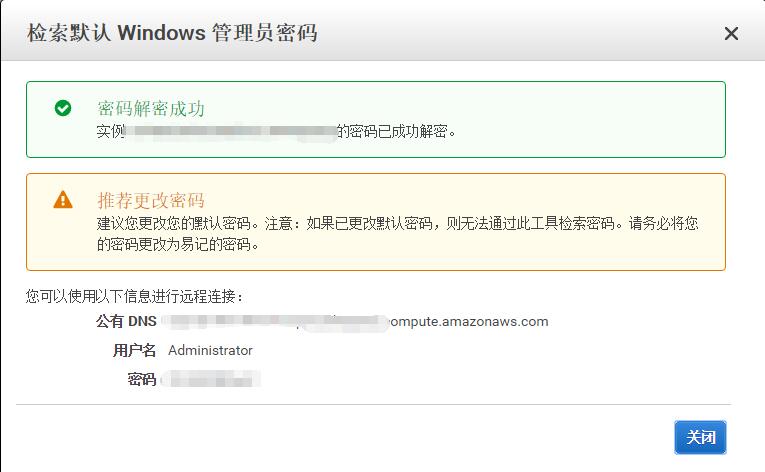 检索默认 Windows 管理员密码
密码解密成功
实例的密码已成功解密。
推荐更改密码
建议您更改您的默认密码。注意：如果已更改默认密码，则无法通过此工具检索密码。请务必将您
的密码更改为易记的密码。
您可以使用以下信息进行远程连接：
公有 DNS ompute.amazonaws.com
用户名 Administrator
密码
关闭